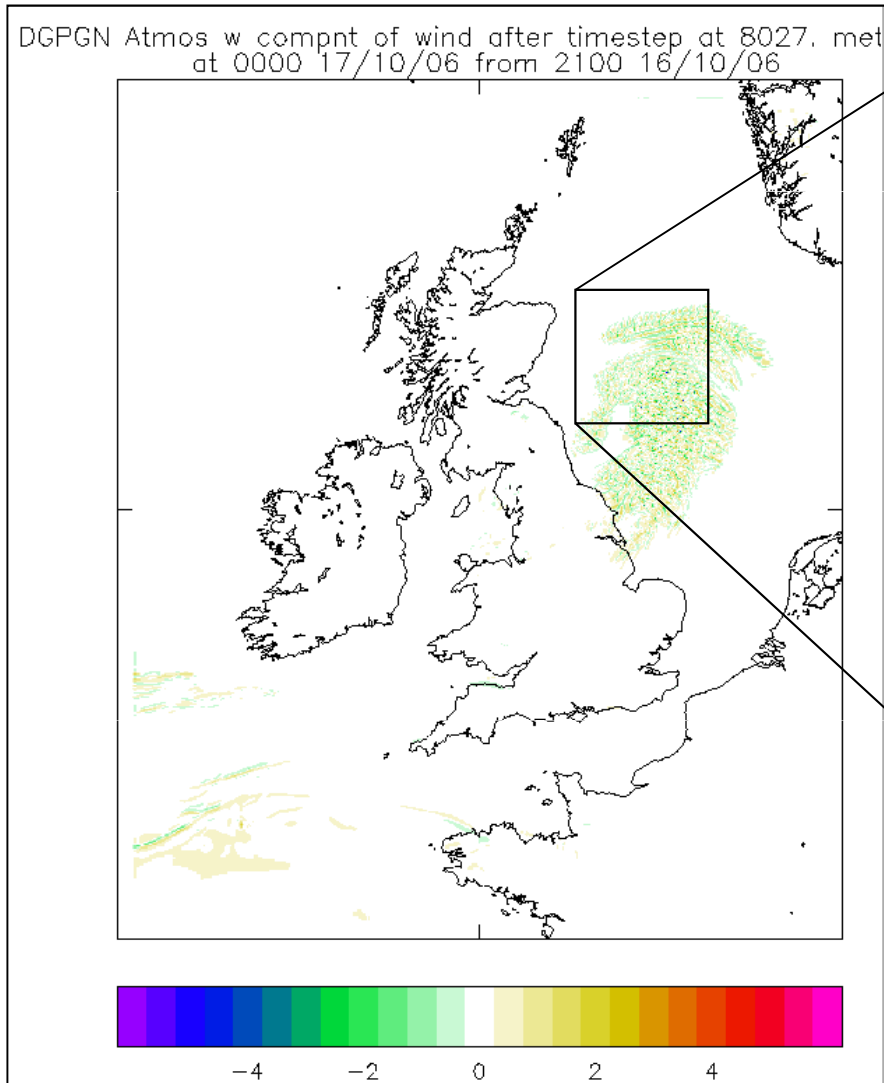 DGPGN Atmos w compnt of wind after timestep at 8027. met
at 0000 17/10/06 from 2100 16/10/06
−4 −2 0 2 4